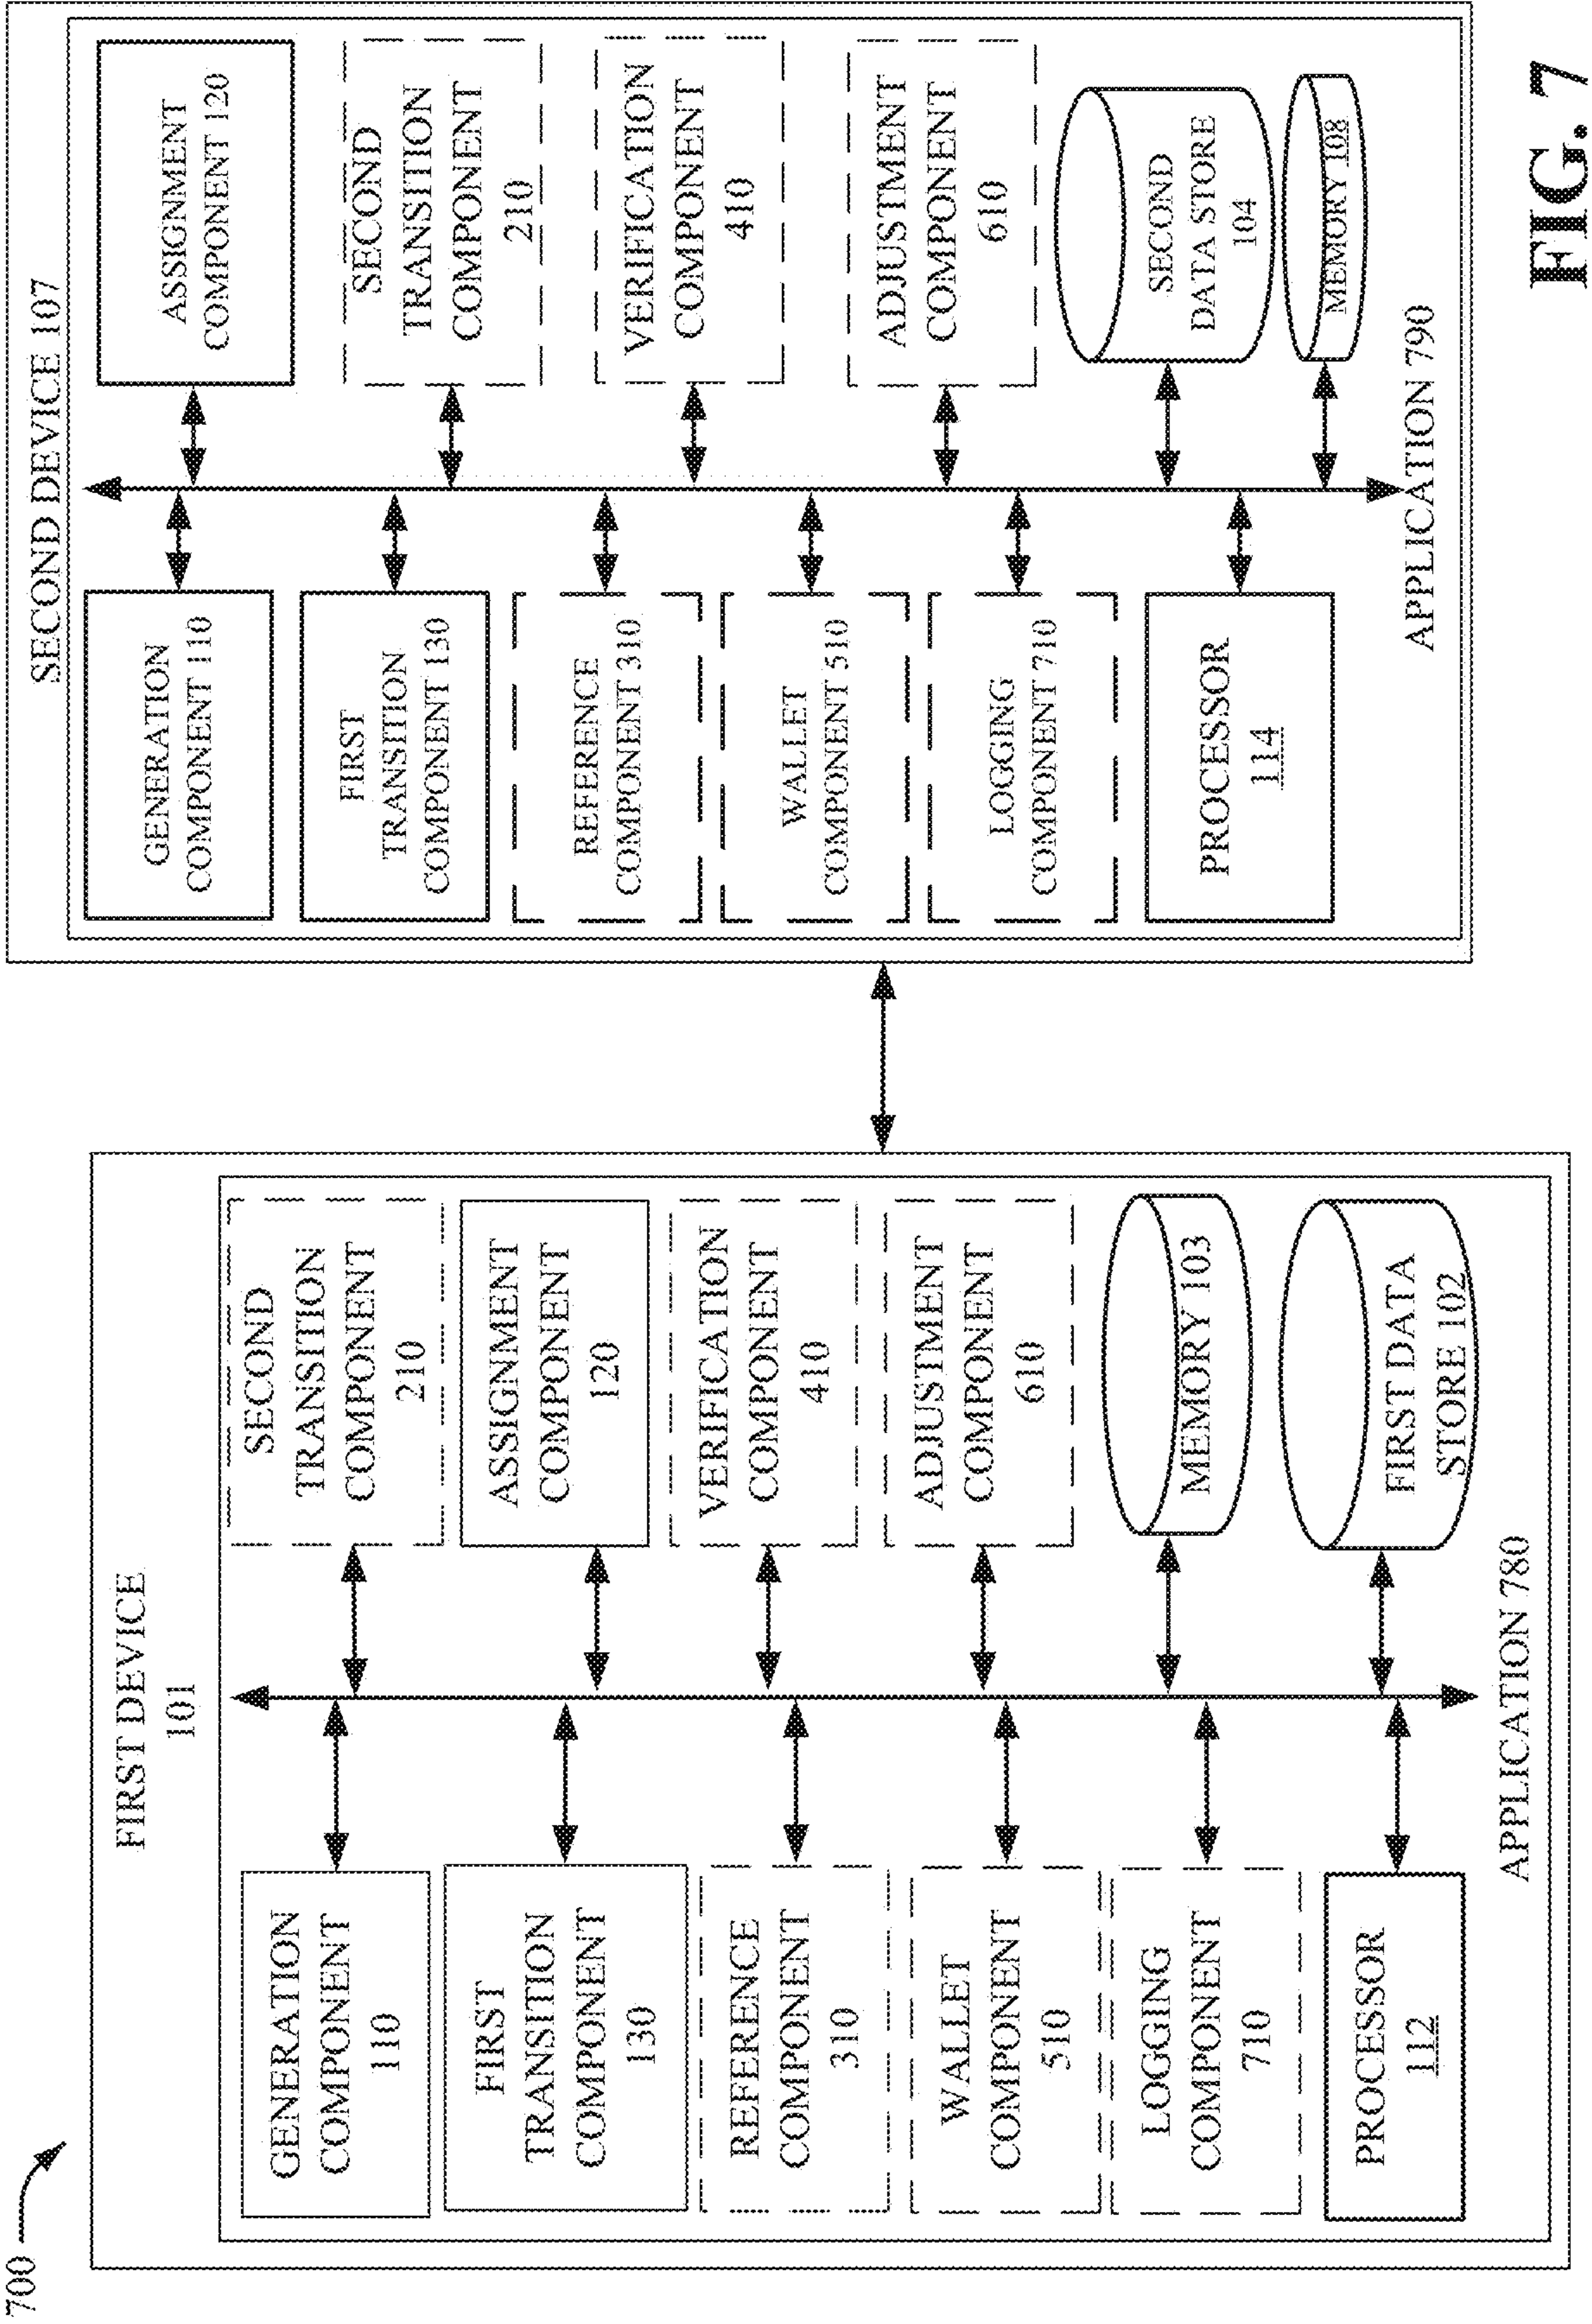 700
FIRST DEVICE
101
GENERATION
COMPONENT
110
FIRST
TRANSITION
COMPONENT
130
REFERENCE
COMPONENT
310
WALLET
COMPONENT
510
LOGGING
COMPONENT
710
PROCESSOR
112
SECOND
TRANSITION
COMPONENT
210
ASSIGNMENT
COMPONENT
120
VERIFICATION
COMPONENT
410
ADJUSTMENT
COMPONENT
610
MEMORY 103
FIRST DATA
STORE 102
APPLICATION 780
SECOND DEVICE 107
GENERATION
COMPONENT 110
FIRST
TRANSITION
COMPONENT 130
REFERENCE
COMPONENT 310
WALLET
COMPONENT 510
LOGGING
COMPONENT 710
PROCESSOR
114
ASSIGNMENT
COMPONENT 120
SECOND
TRANSITION
COMPONENT
210
VERIFICATION
COMPONENT
410
ADJUSTMENT
COMPONENT
610
SECOND
DATA STORE
104
MEMORY 108
APPLICATION 790
FIG. 7